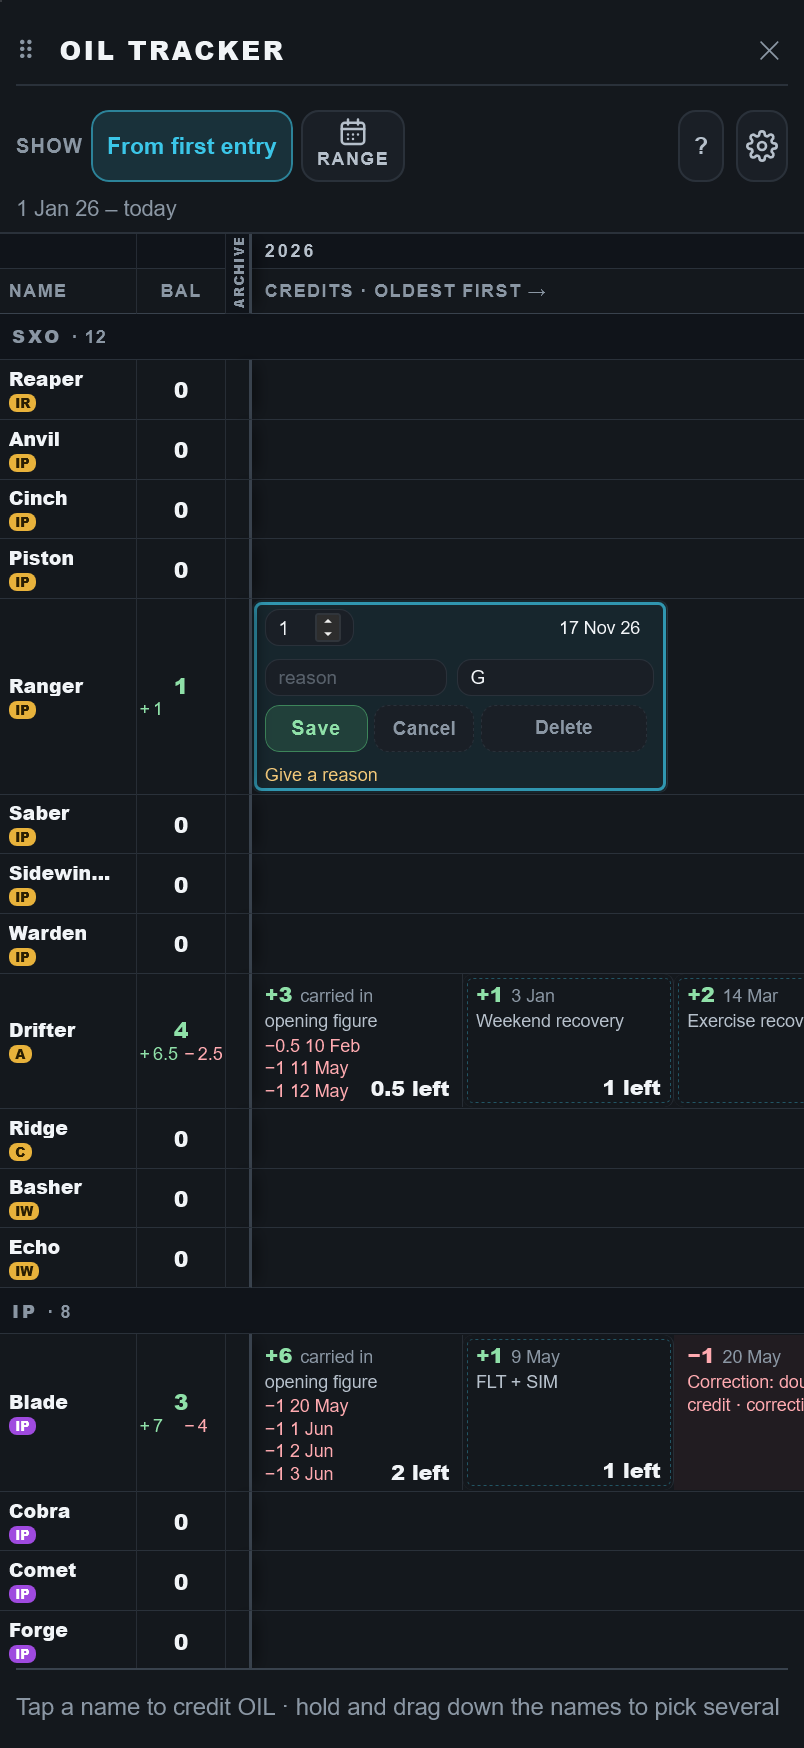 OIL TRACKER
SHOW From first entry RANGE ?
1 Jan 26 – today
ARCHIVE 2026
NAME BAL CREDITS · OLDEST FIRST →
SXO · 12
Reaper 0
IR
Anvil 0
IP
Cinch 0
IP
Piston 0
IP
1 17 Nov 26
reason G
Ranger 1
IP +1
Save Cancel Delete
Give a reason
Saber 0
IP
Sidewin... 0
IP
Warden 0
IP
+3 carried in +1 3 Jan +2 14 Mar
opening figure Weekend recovery Exercise recov
Drifter 4 −0.5 10 Feb
A +6.5 −2.5 −1 11 May
−1 12 May 0.5 left 1 left
Ridge 0
C
Basher 0
IW
Echo 0
IW
IP · 8
+6 carried in +1 9 May −1 20 May
opening figure FLT + SIM Correction: dou
Blade 3 −1 20 May credit · correcti
IP +7 −4 −1 1 Jun
−1 2 Jun
−1 3 Jun 2 left 1 left
Cobra 0
IP
Comet 0
IP
Forge 0
IP
Tap a name to credit OIL · hold and drag down the names to pick several